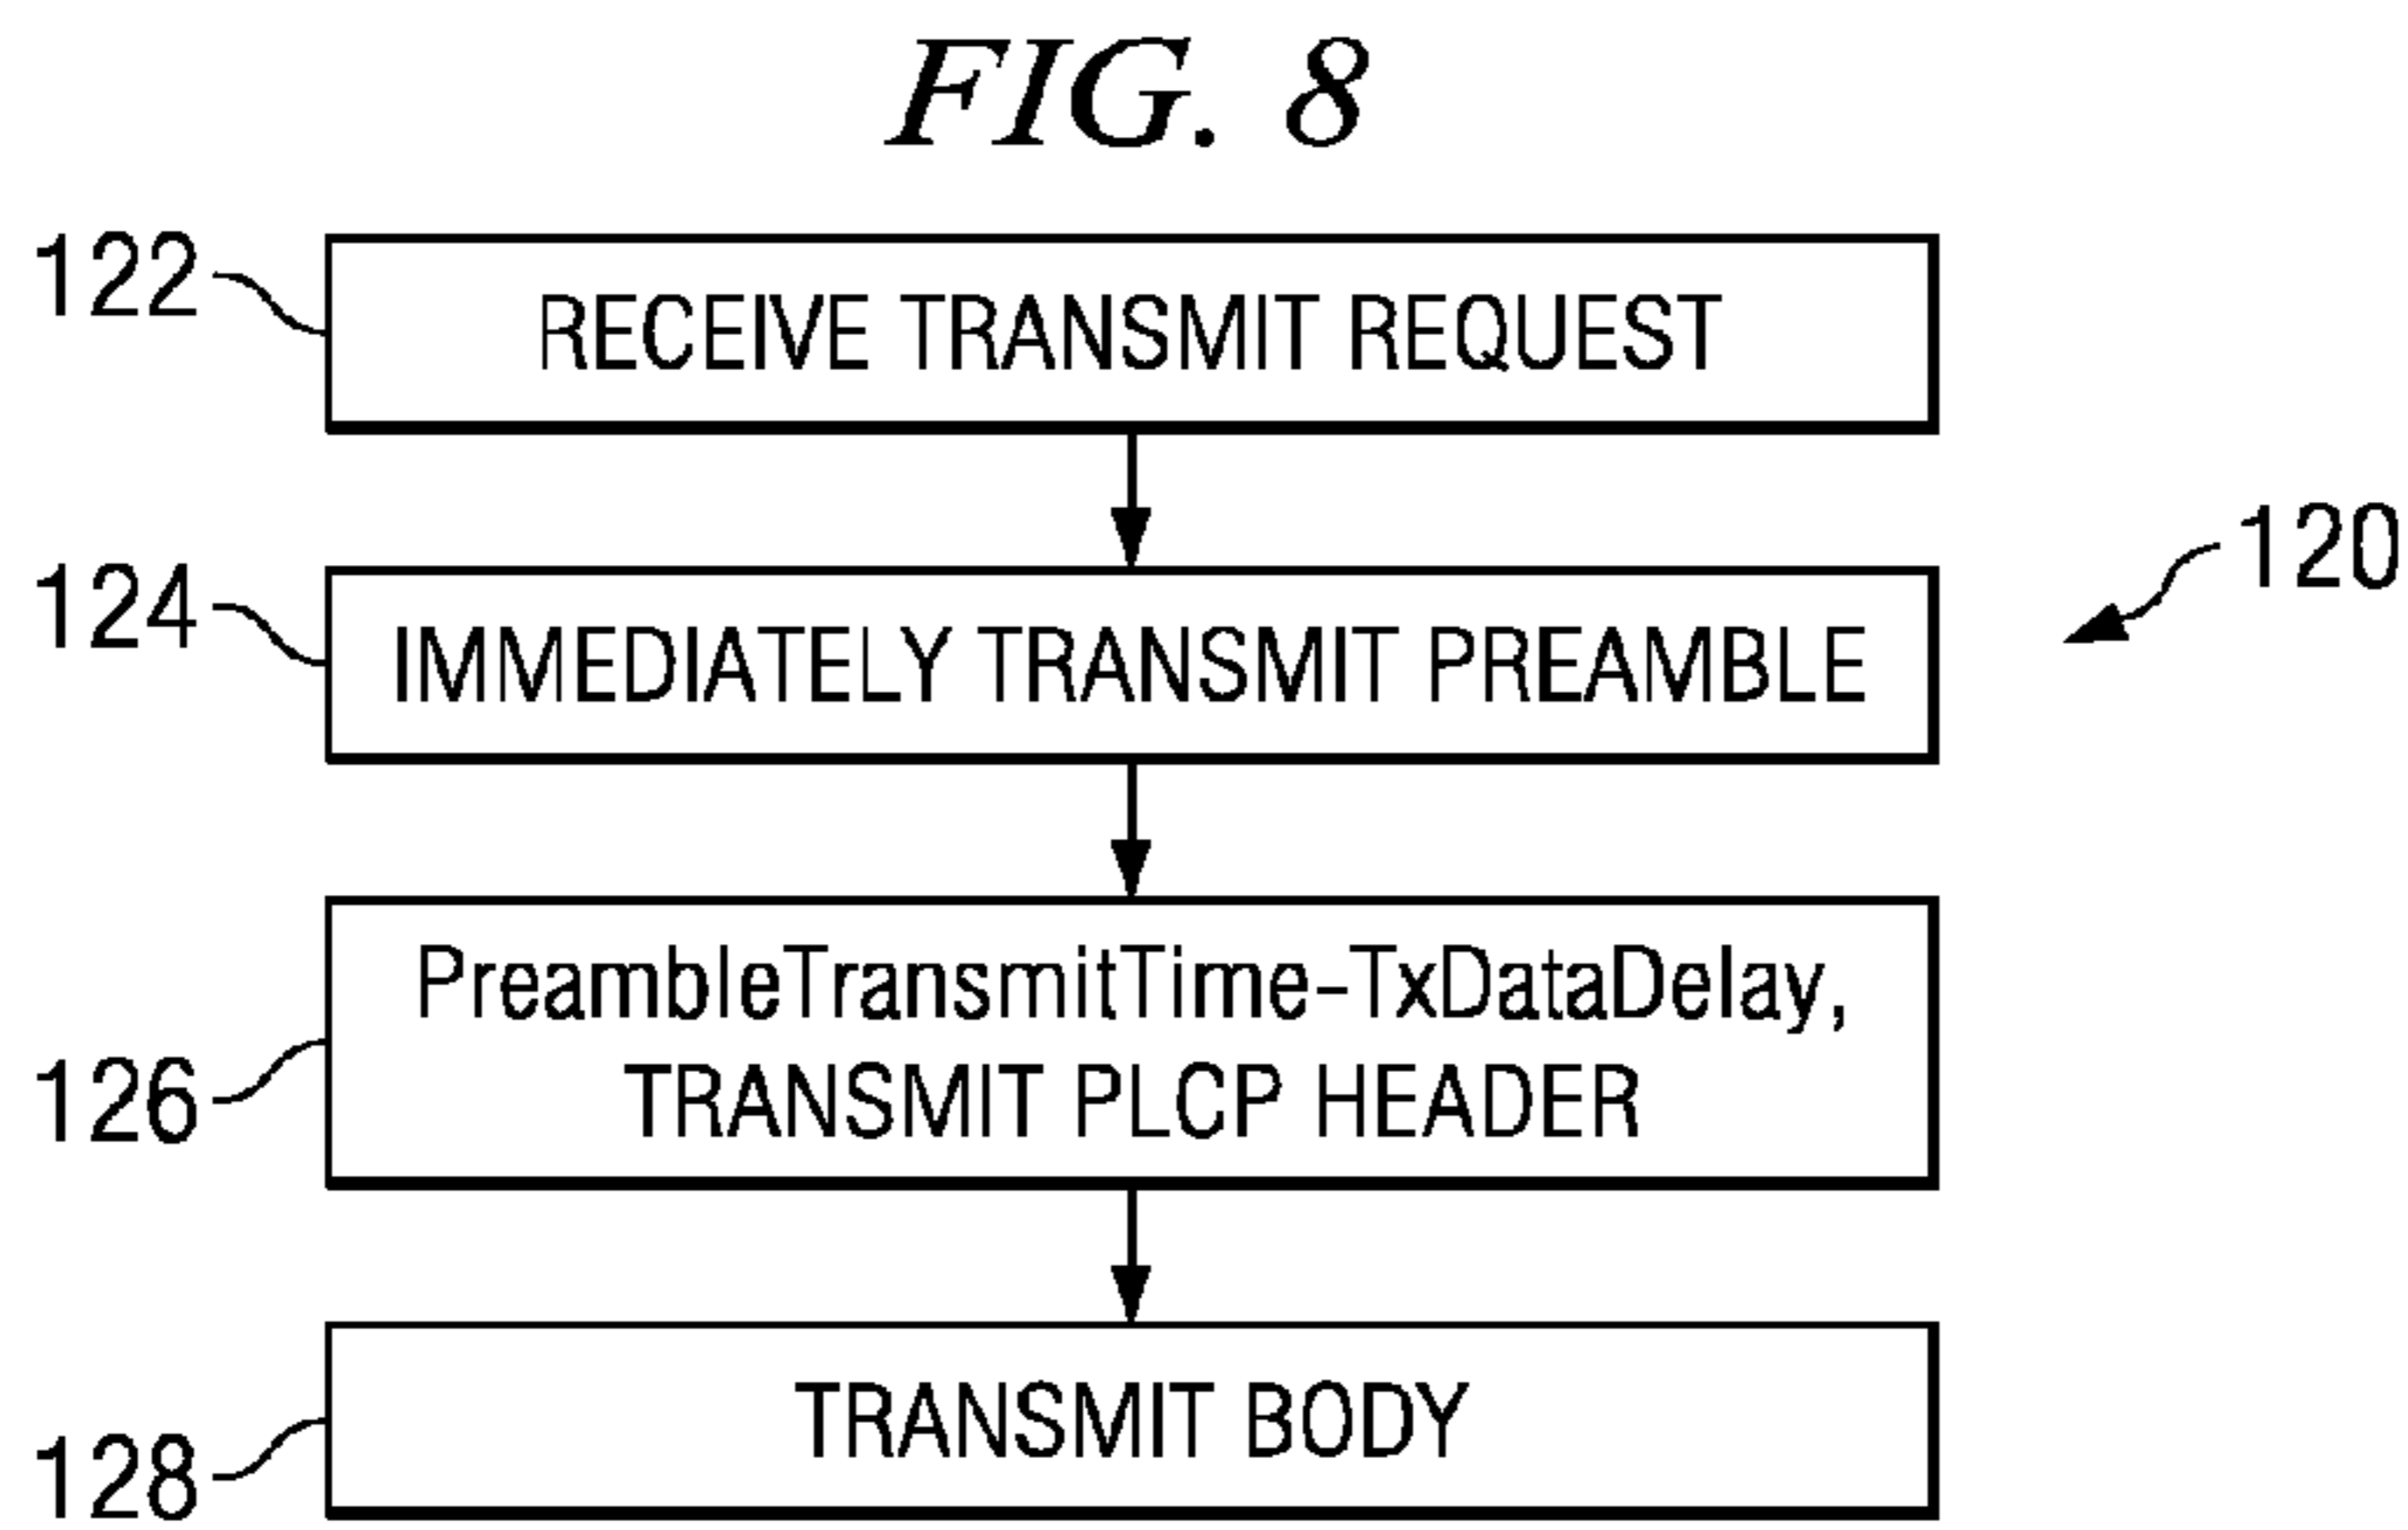 FIG. 8
122
RECEIVE TRANSMIT REQUEST
124
IMMEDIATELY TRANSMIT PREAMBLE
120
126
PreambleTransmitTime-TxDataDelay,
TRANSMIT PLCP HEADER
128
TRANSMIT BODY